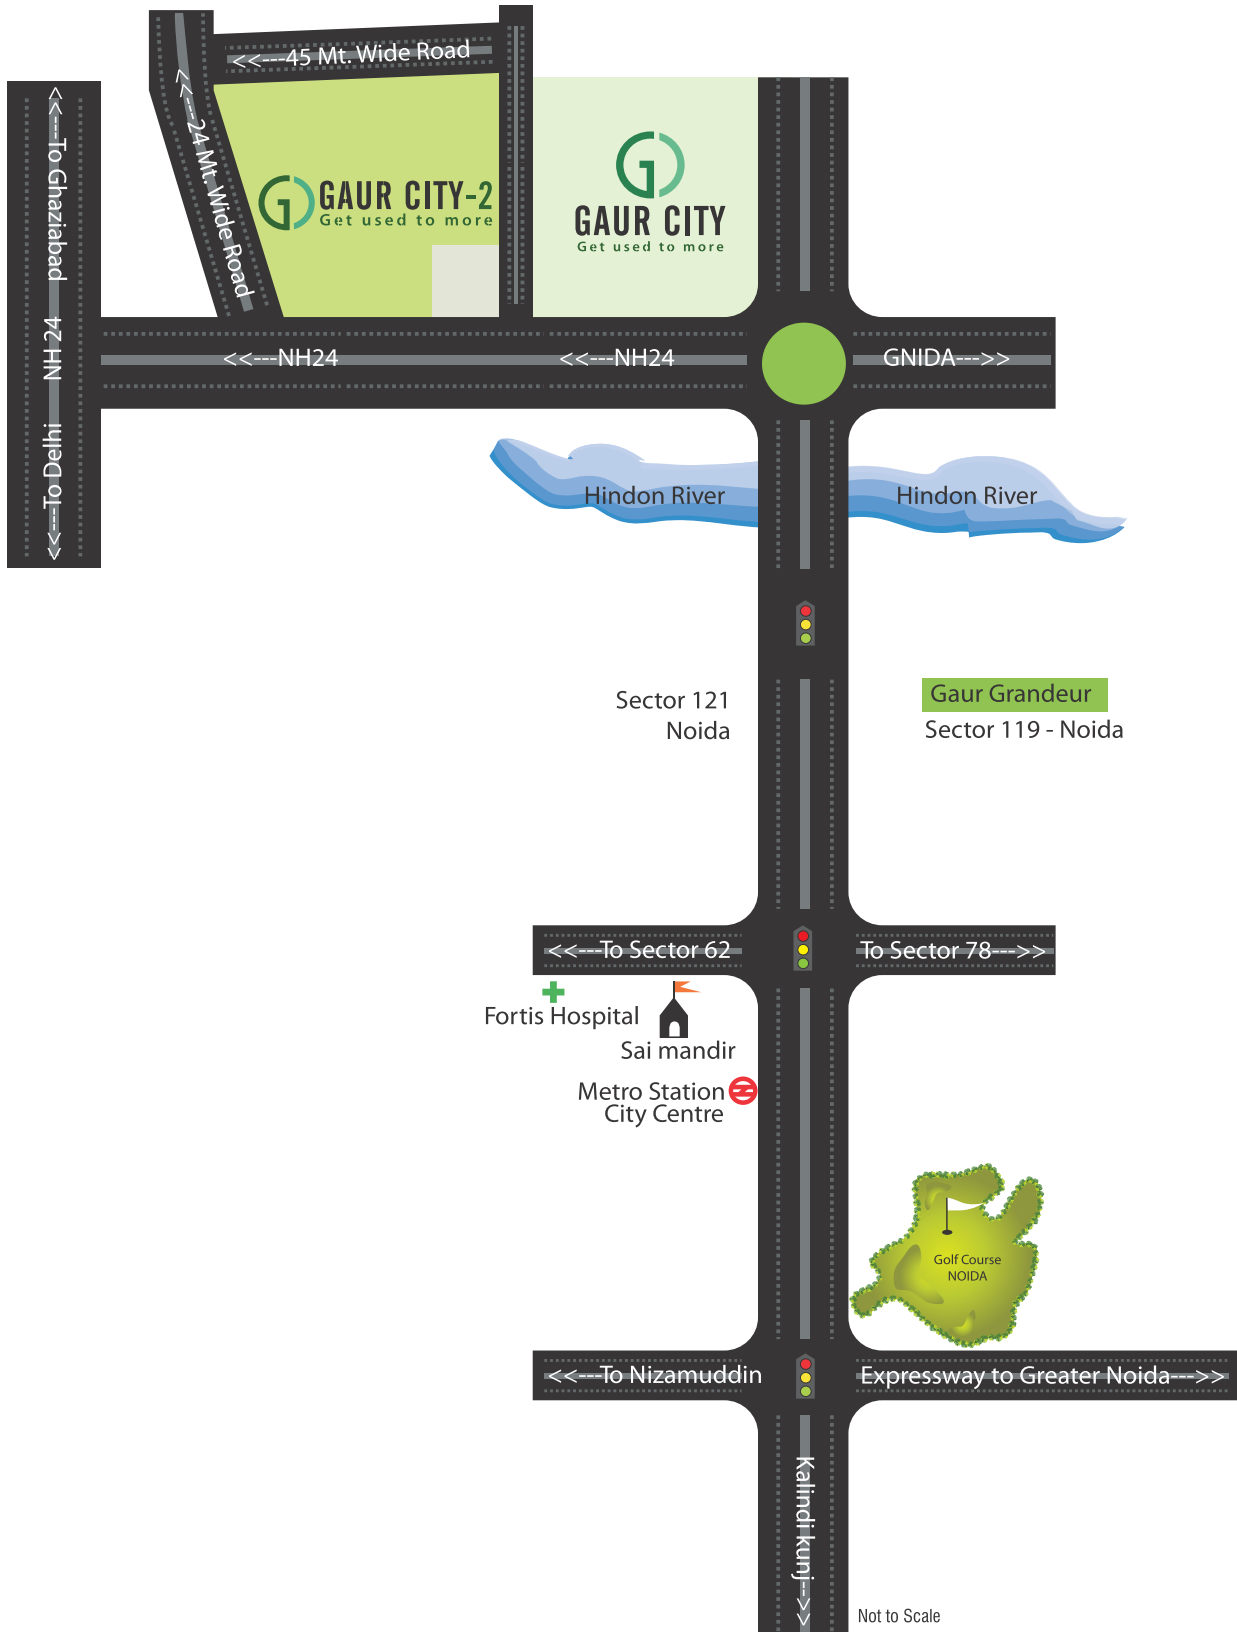 <<---45 Mt. Wide Road
<<---24 Mt. Wide Road
<<---To Ghaziabad
NH 24
<<---To Delhi
GAUR CITY-2
Get used to more
GAUR CITY
Get used to more
<<---NH24
<<---NH24
GNIDA--->>
Hindon River
Hindon River
Sector 121
Noida
Gaur Grandeur
Sector 119 - Noida
<<---To Sector 62
To Sector 78--->>
Fortis Hospital
Sai mandir
Metro Station
City Centre
Golf Course
NOIDA
<<---To Nizamuddin
Expressway to Greater Noida--->>
Kalindi kunj-->>
Not to Scale